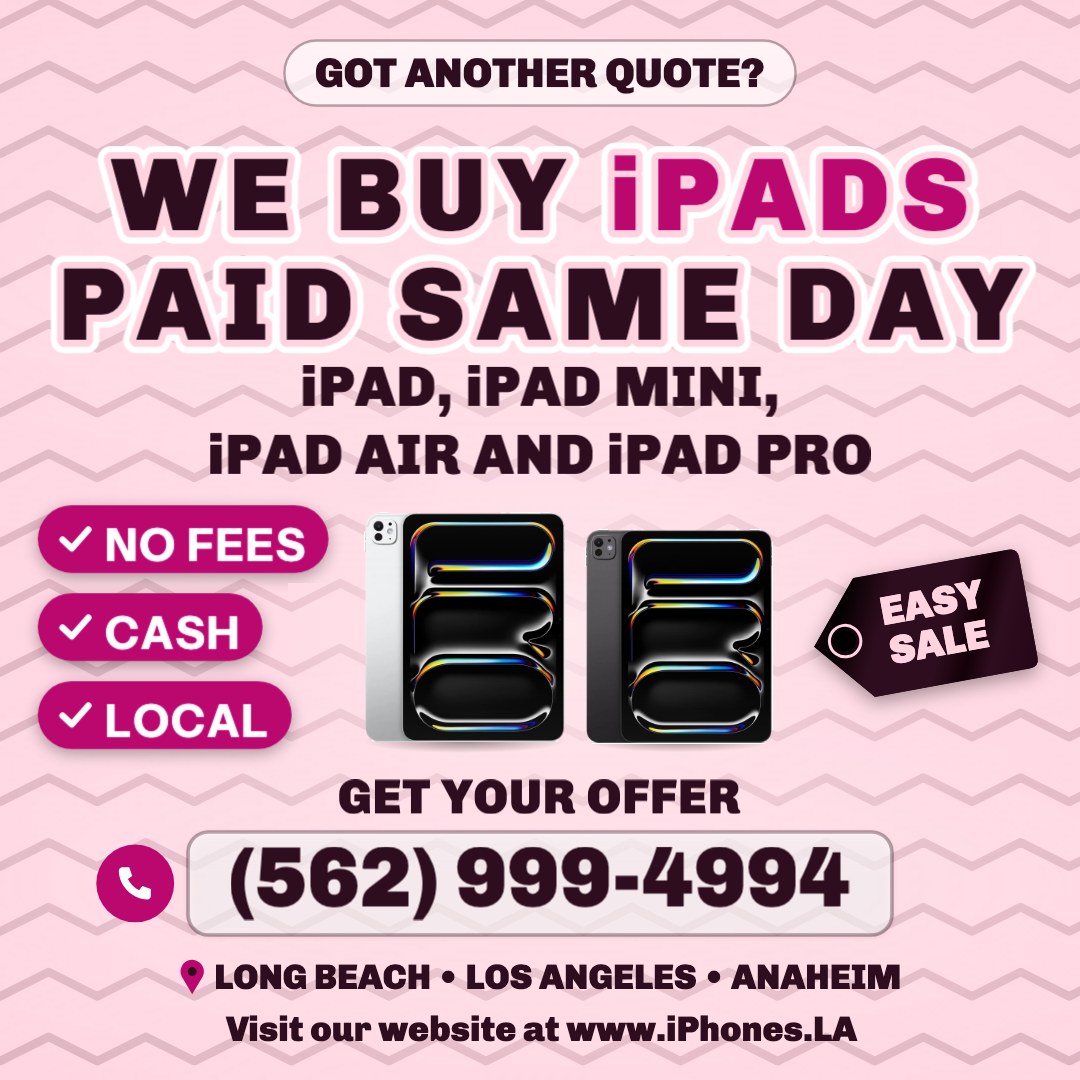 GOT ANOTHER QUOTE?
WE BUY iPADS
PAID SAME DAY
iPAD, iPAD MINI,
iPAD AIR AND iPAD PRO
NO FEES
CASH
LOCAL
EASY
SALE
GET YOUR OFFER
(562) 999-4994
LONG BEACH • LOS ANGELES • ANAHEIM
Visit our website at www.iPhones.LA